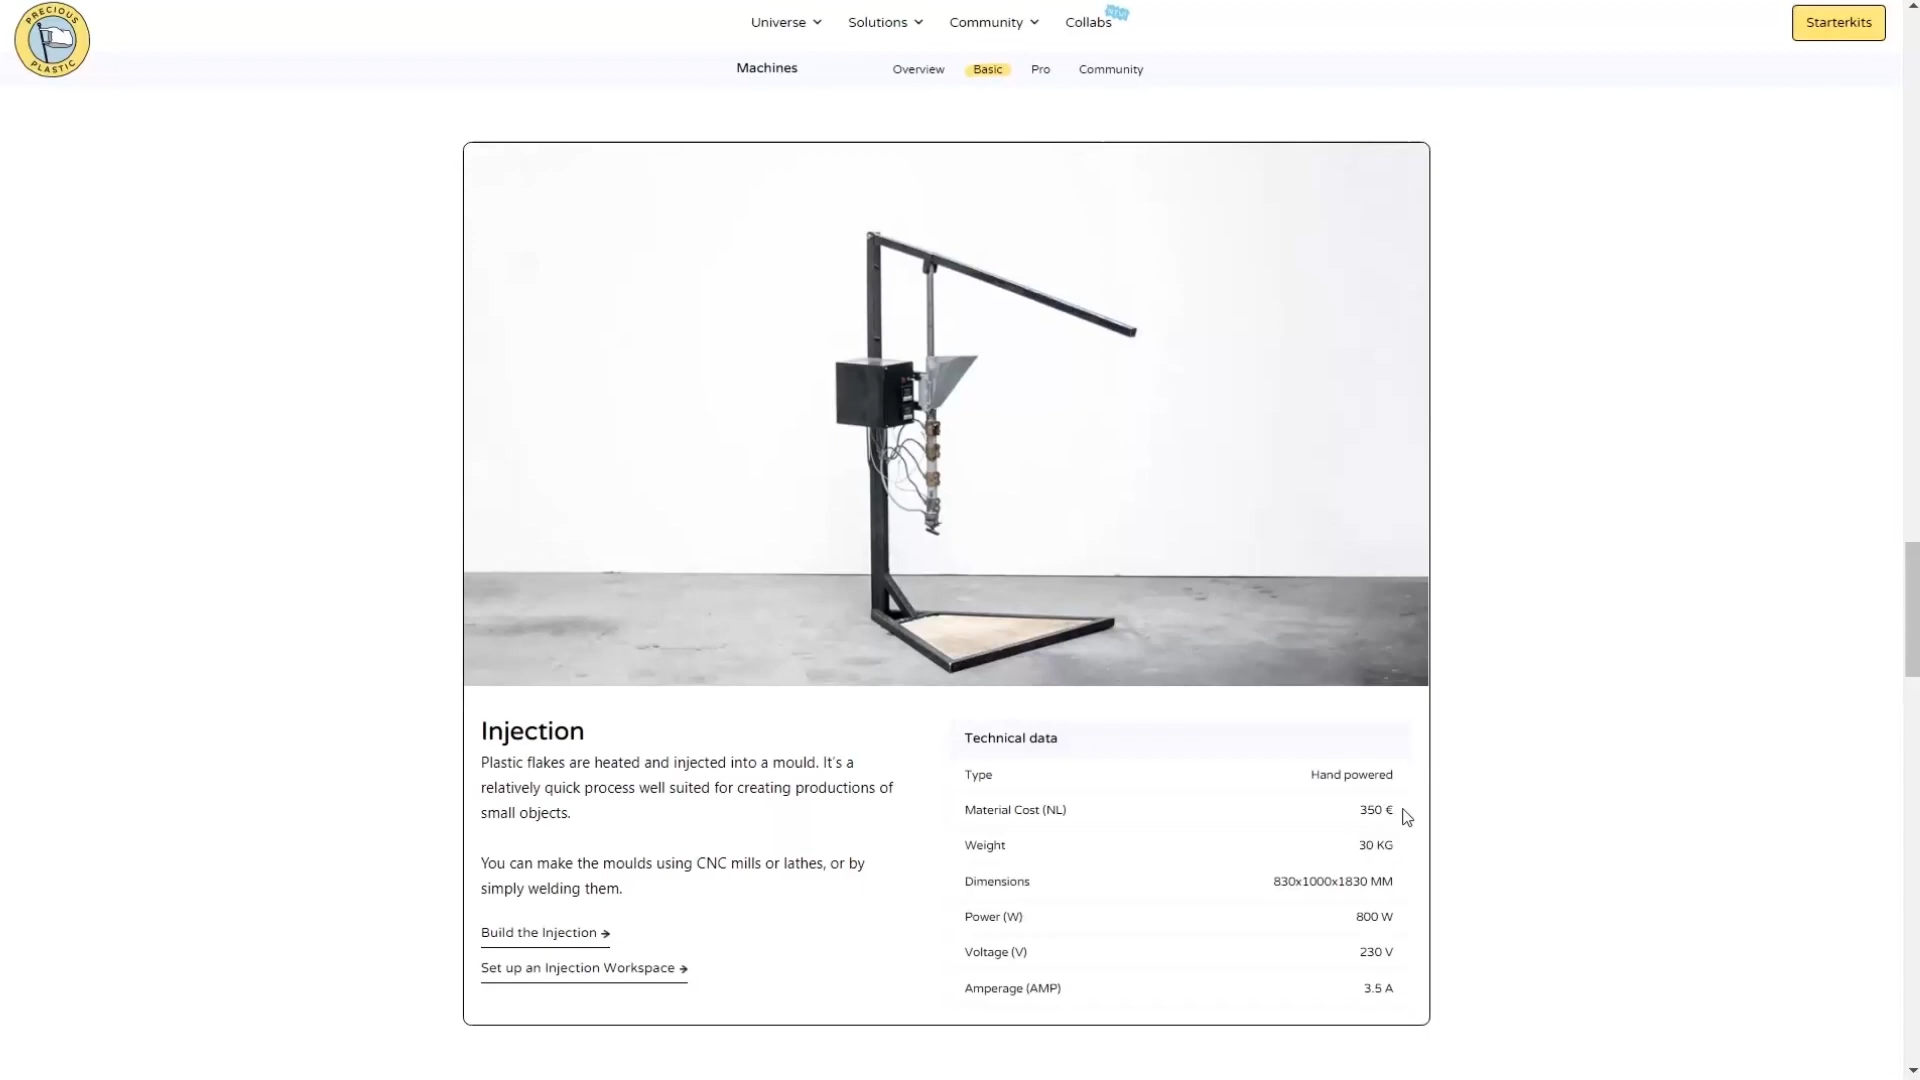 PRECIOUS
PLASTIC
Universe
Solutions
Community
Collabs
Starterkits
Machines
Overview
Basic
Pro
Community
Injection
Plastic flakes are heated and injected into a mould. It's a
relatively quick process well suited for creating productions of
small objects.
You can make the moulds using CNC mills or lathes, or by
simply welding them.
Build the Injection →
Set up an Injection Workspace →
Technical data
Type Hand powered
Material Cost (NL) 350 €
Weight 30 KG
Dimensions 830x1000x1830 MM
Power (W) 800 W
Voltage (V) 230 V
Amperage (AMP) 3.5 A